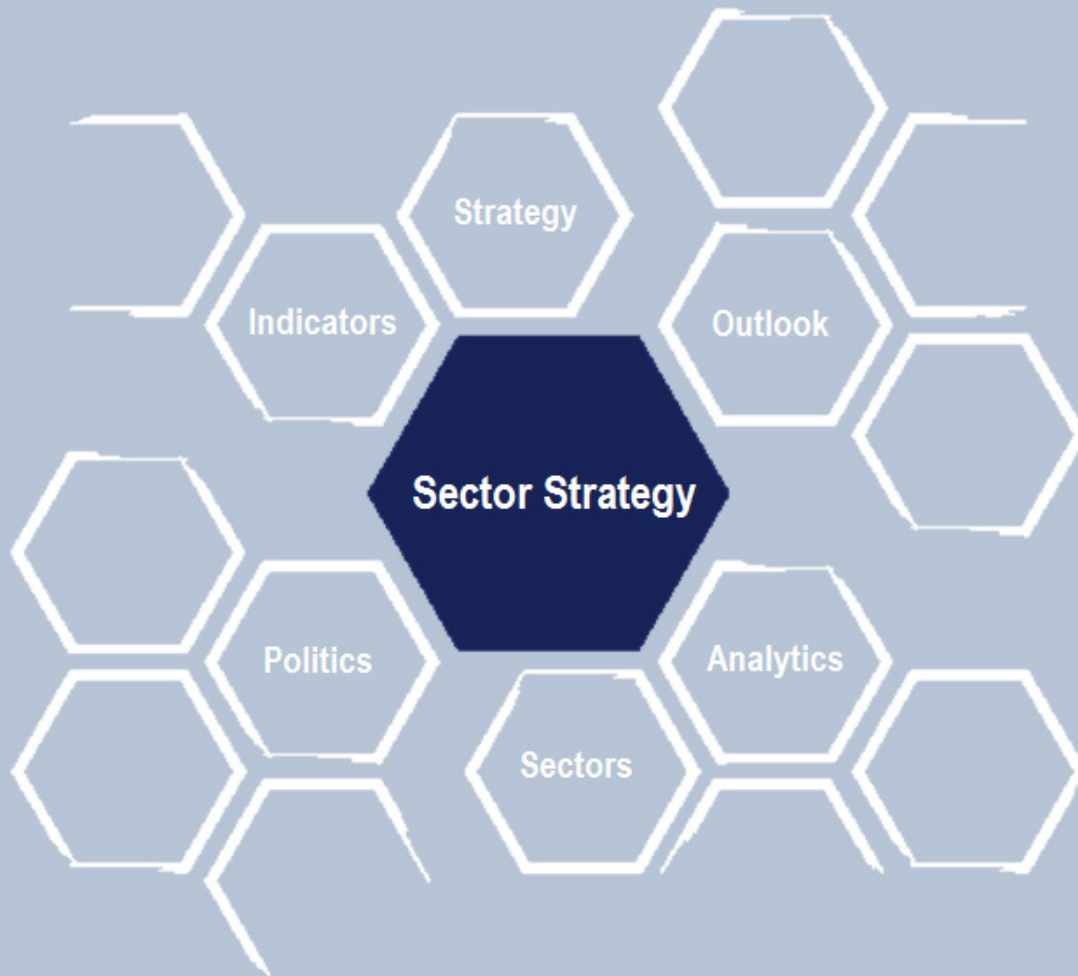 Strategy
Indicators
Outlook
Sector Strategy
Politics
Analytics
Sectors